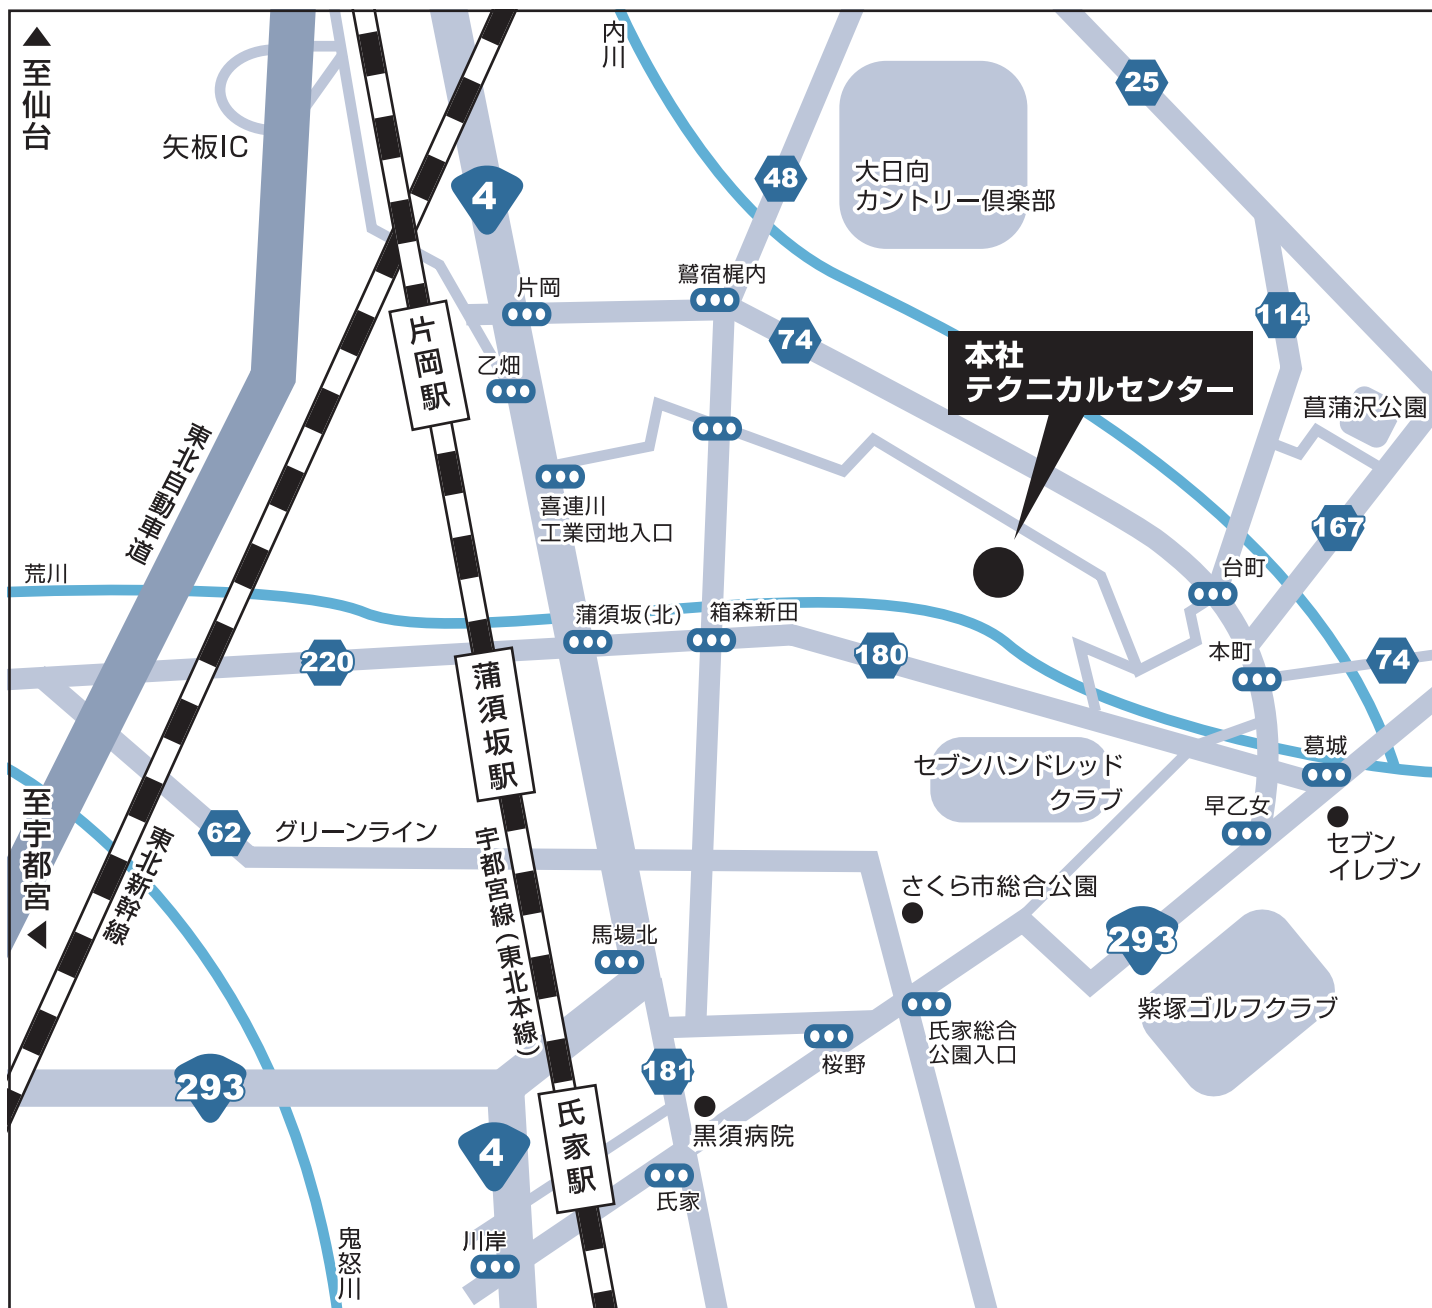 至仙台
内川
25
矢板IC
48
大日向
カントリー倶楽部
4
片岡
鷲宿梶内
114
74
片岡駅
乙畑
本社
テクニカルセンター
菖蒲沢公園
東北自動車道
喜連川
工業団地入口
167
荒川
台町
蒲須坂(北)
箱森新田
220
180
本町
74
蒲須坂駅
セブンハンドレッド
クラブ
葛城
至宇都宮
62
グリーンライン
早乙女
セブン
イレブン
東北新幹線
宇都宮線(東北本線)
さくら市総合公園
馬場北
293
紫塚ゴルフクラブ
氏家総合
公園入口
桜野
293
181
氏家駅
黒須病院
4
氏家
川岸
鬼怒川